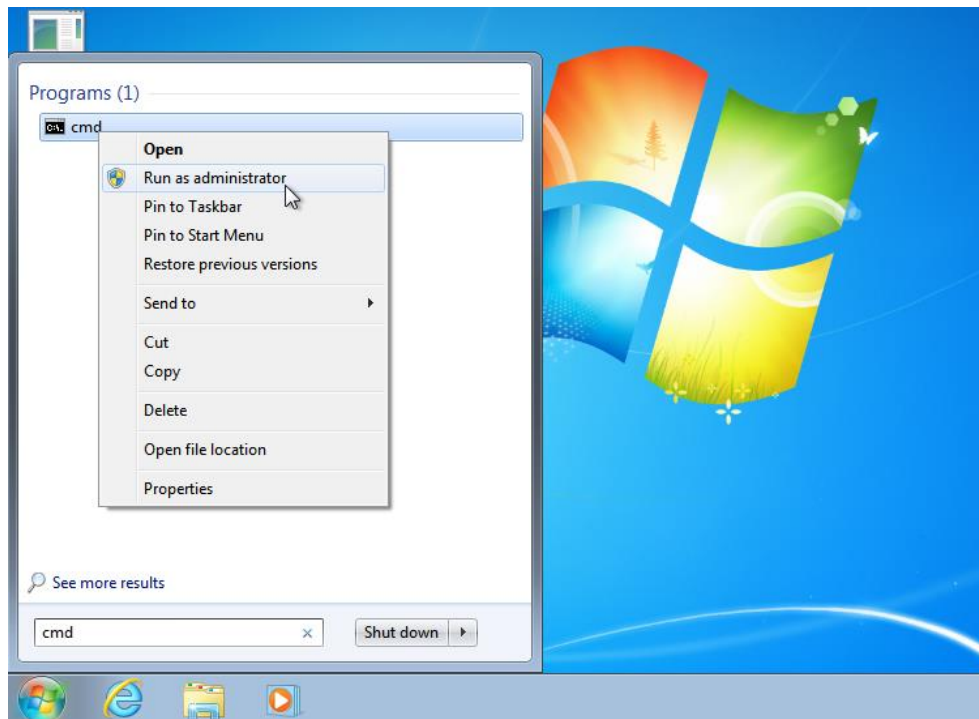 Programs (1)
cmd
Open
Run as administrator
Pin to Taskbar
Pin to Start Menu
Restore previous versions
Send to
Cut
Copy
Delete
Open file location
Properties
See more results
cmd
Shut down